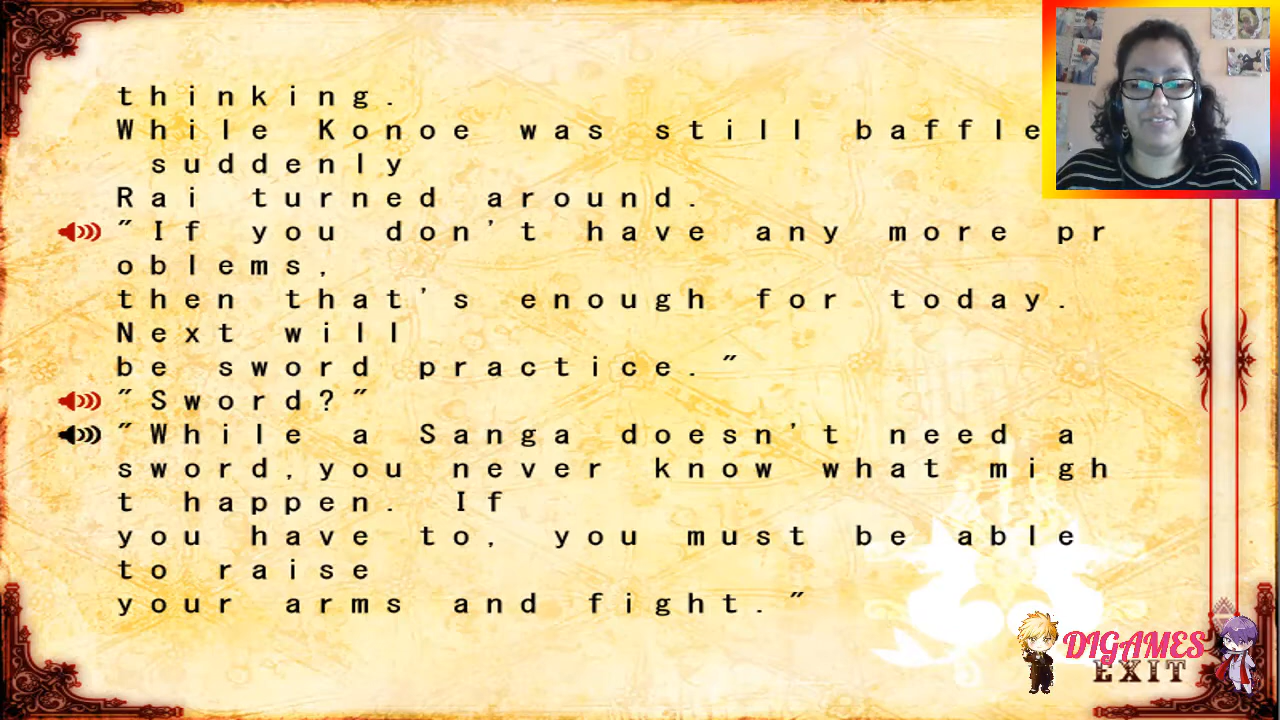 thinking.
While Konoe was still baffle
suddenly
Rai turned around.
"If you don't have any more pr
oblems,
then that's enough for today.
Next will
be sword practice."
"Sword?"
"While a Sanga doesn't need a
sword,you never know what migh
t happen. If
you have to, you must be able
to raise
your arms and fight."
DIGAMES
EXIT